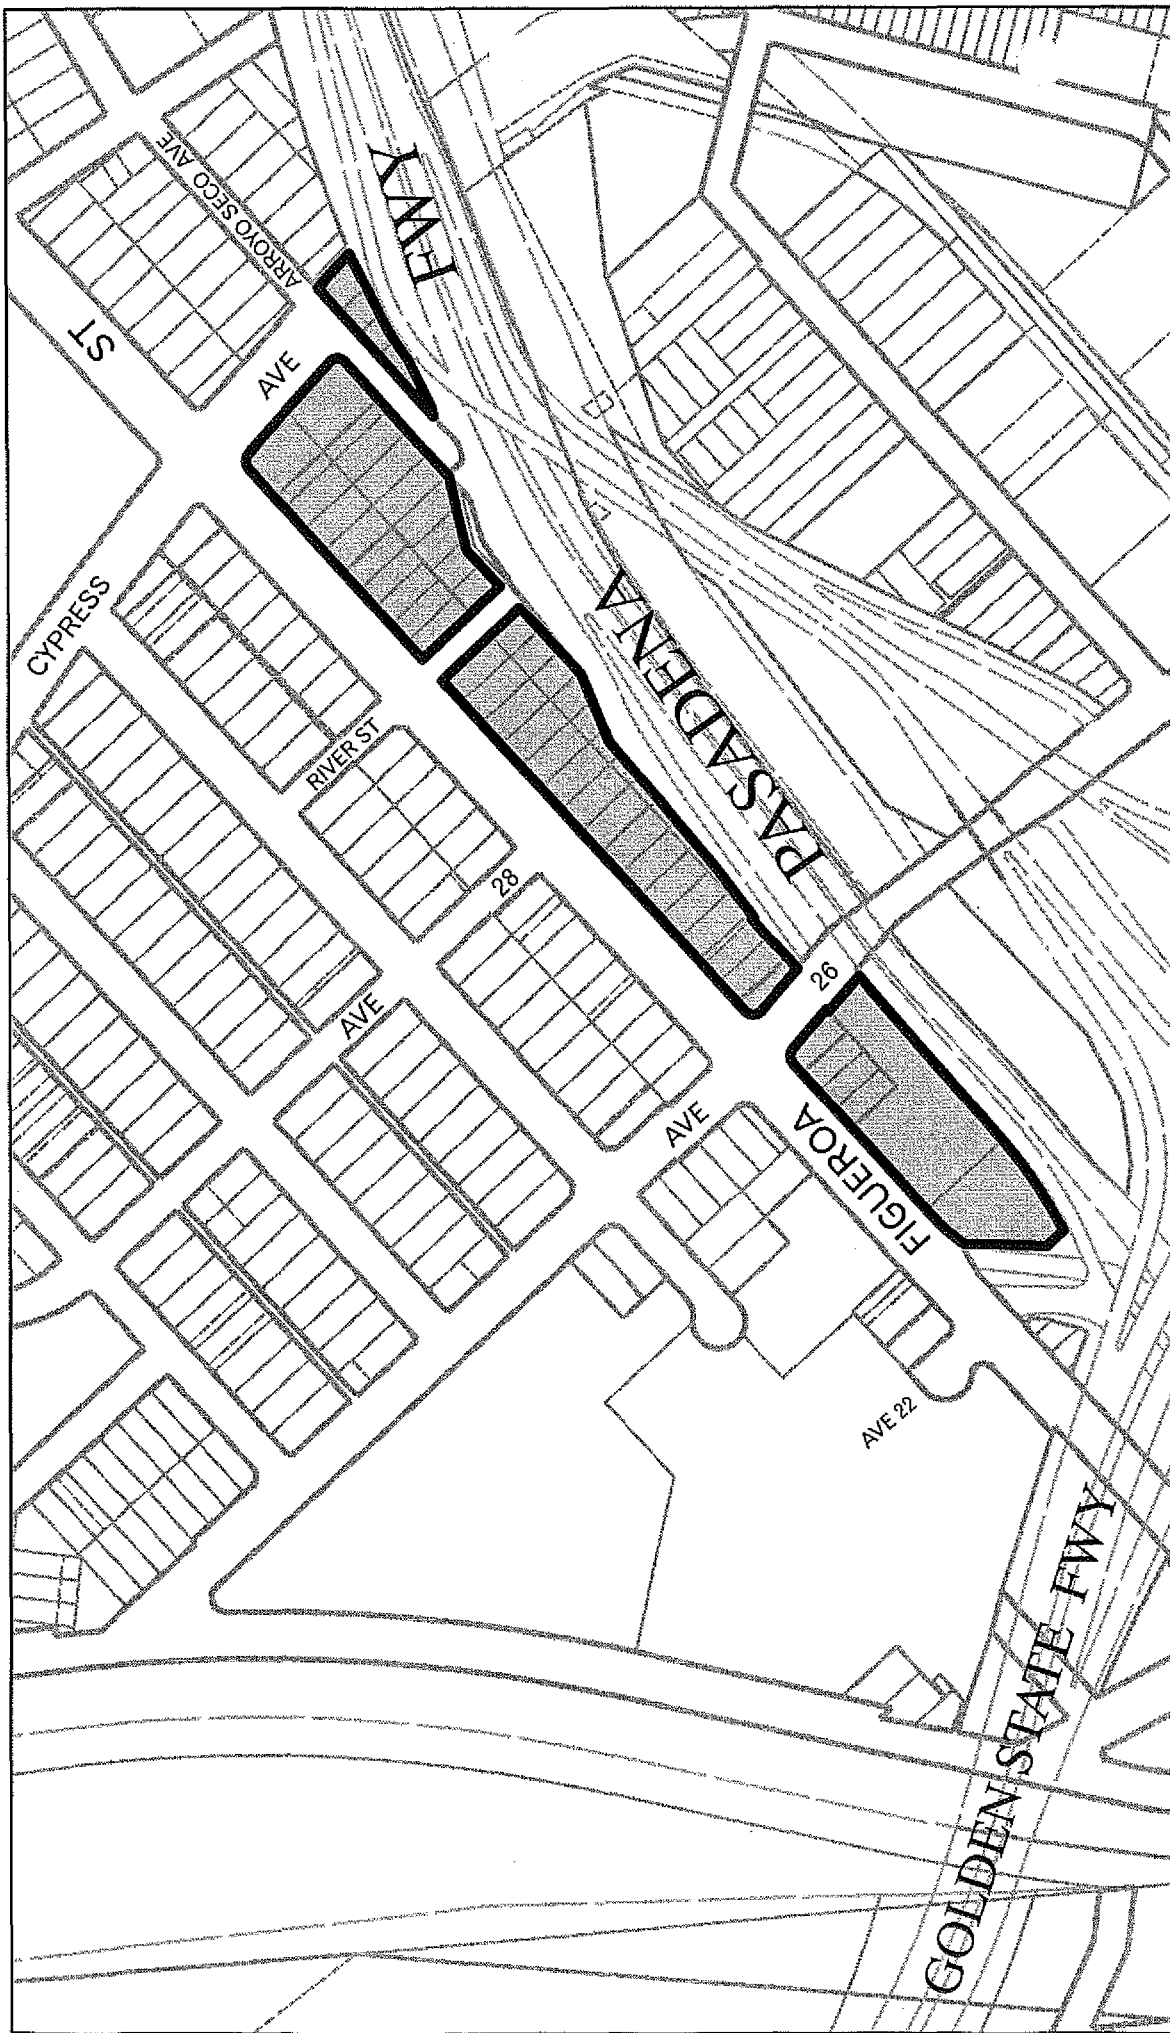 ARROYO SECO AVE
FWY
ST
AVE
CYPRESS
RIVER ST
PASADENA
28
AVE
26
AVE
FIGUEROA
AVE 22
GOLDEN STATE FWY